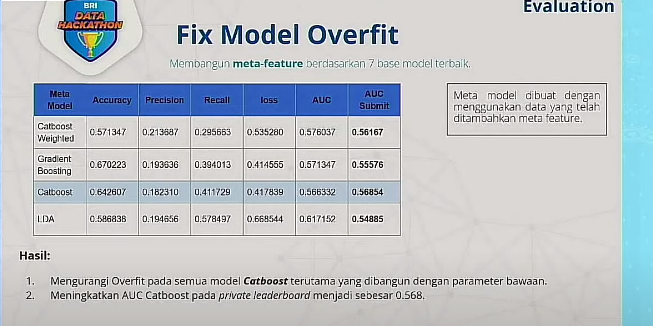 BRI
DATA
HACKATHON
Evaluation
Fix Model Overfit
Membangun meta-feature berdasarkan 7 base model terbaik.
Meta Model Accuracy Precision Recall loss AUC AUC Submit
Catboost Weighted 0.571347 0.213687 0.295663 0.535280 0.576037 0.56167
Gradient Boosting 0.670223 0.193636 0.394013 0.414555 0.571347 0.55576
Catboost 0.642607 0.182310 0.411729 0.417839 0.566332 0.56854
LDA 0.586836 0.194656 0.578497 0.668544 0.617152 0.54885
Meta model dibuat dengan
menggunakan data yang telah
ditambahkan meta feature.
Hasil:
1. Mengurangi Overfit pada semua model Catboost terutama yang dibangun dengan parameter bawaan.
2. Meningkatkan AUC Catboost pada private leaderboard menjadi sebesar 0.568.